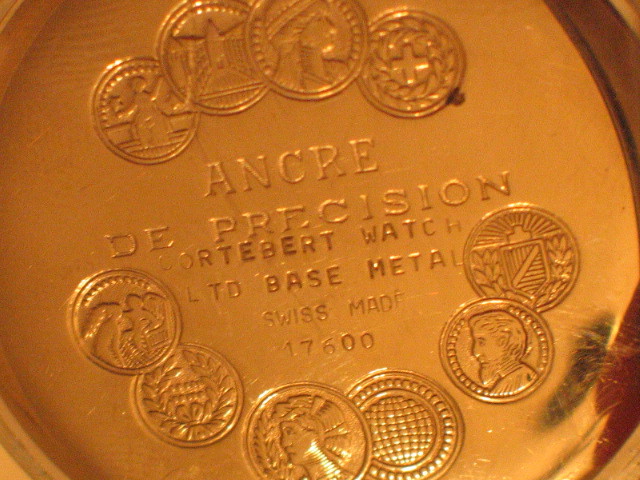 ANCRE
DE PRECISION
CORTEBERT WATCH
LTD BASE METAL
SWISS MADE
17600